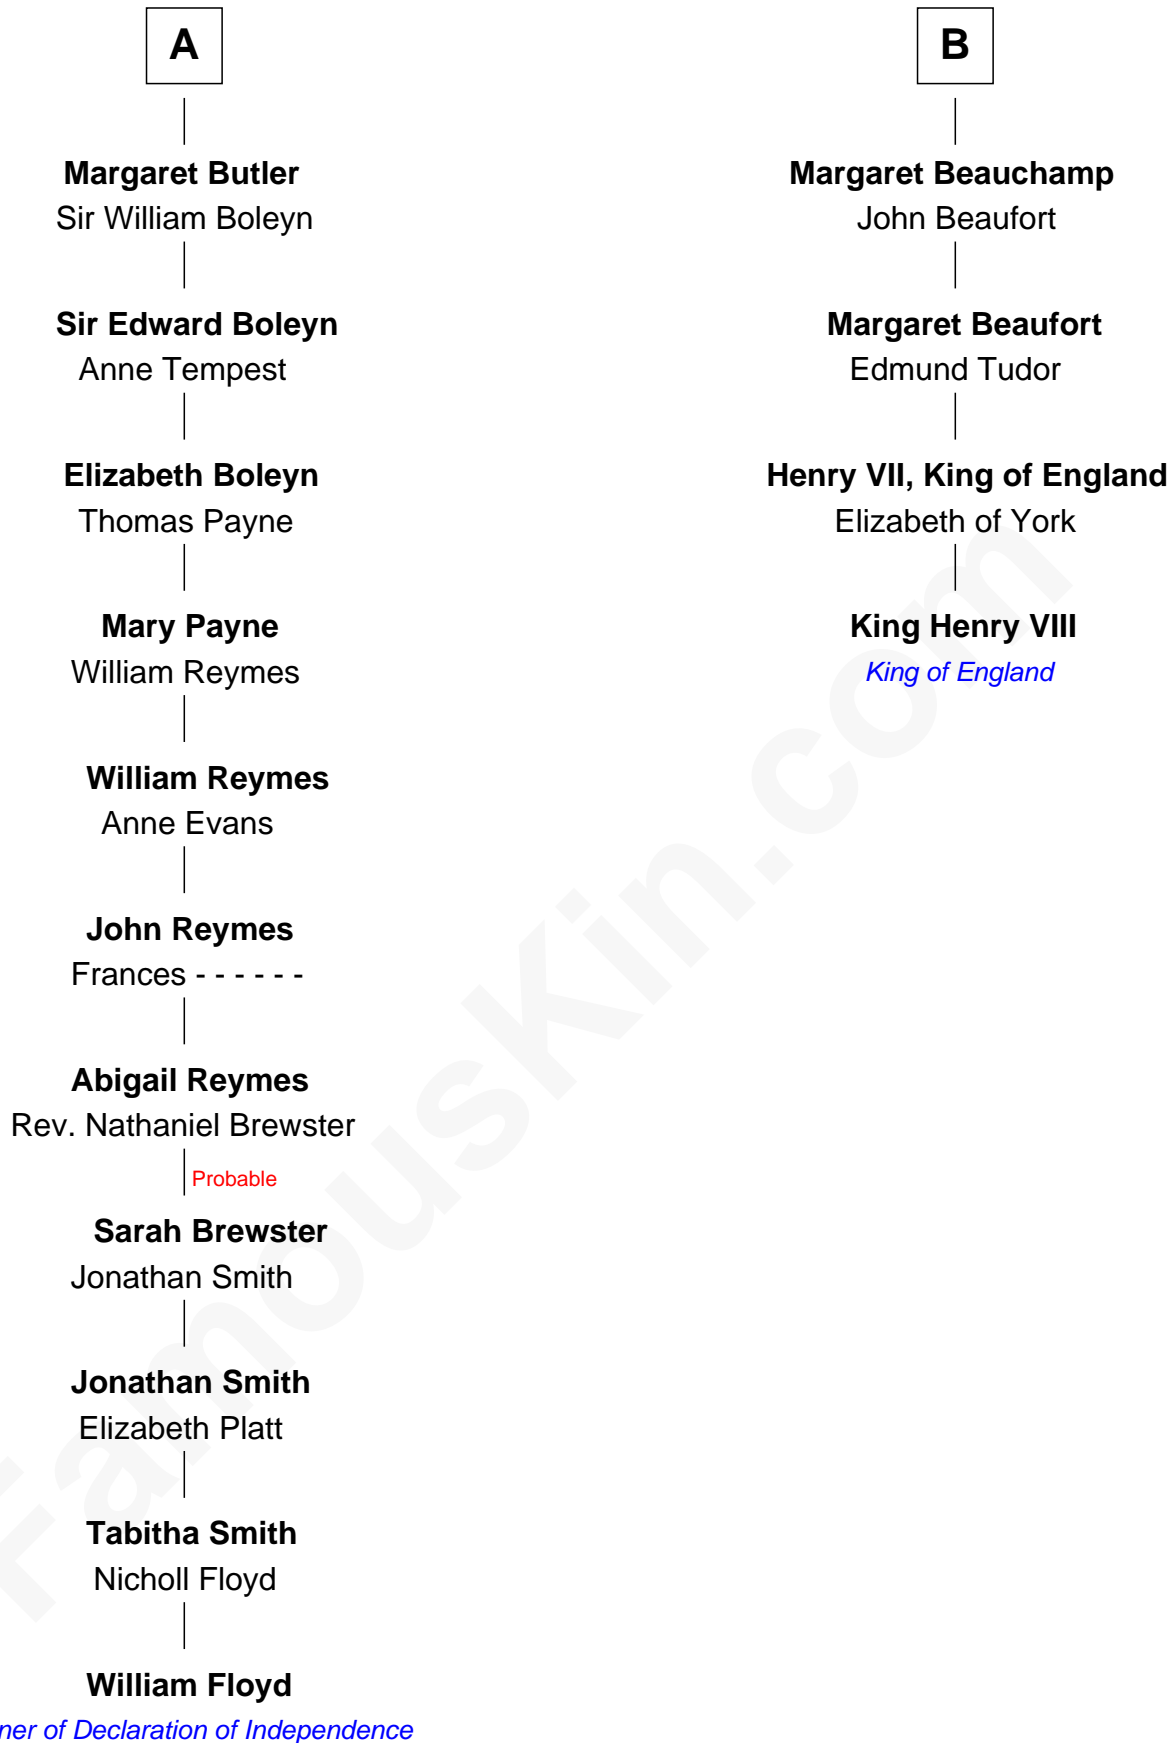 A
Margaret Butler
Sir William Boleyn
Sir Edward Boleyn
Anne Tempest
Elizabeth Boleyn
Thomas Payne
Mary Payne
William Reymes
William Reymes
Anne Evans
John Reymes
Frances - - - - - -
Abigail Reymes
Rev. Nathaniel Brewster
Probable
Sarah Brewster
Jonathan Smith
Jonathan Smith
Elizabeth Platt
Tabitha Smith
Nicholl Floyd
William Floyd
ner of Declaration of Independence
B
Margaret Beauchamp
John Beaufort
Margaret Beaufort
Edmund Tudor
Henry VII, King of England
Elizabeth of York
King Henry VIII
King of England
FamousKin.com